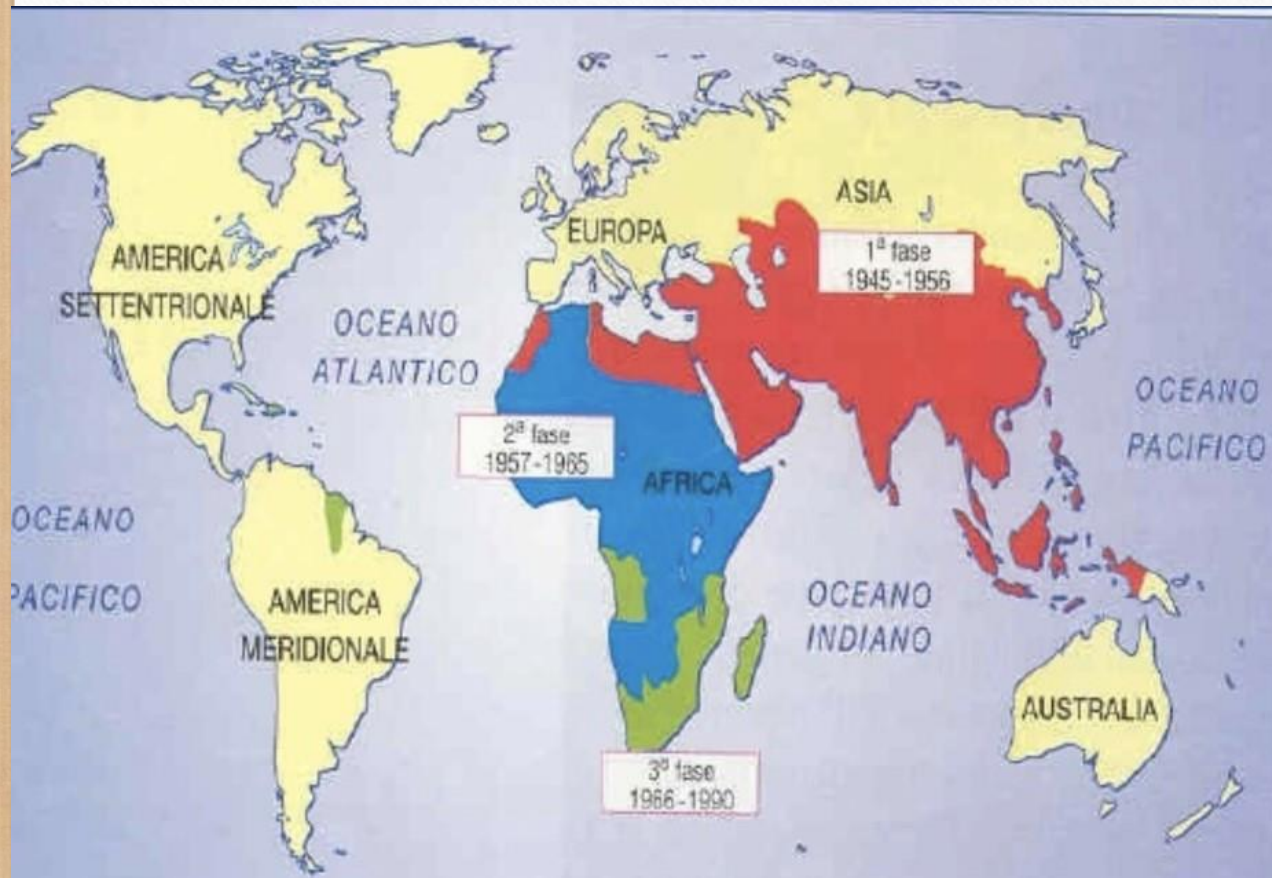 AMERICA
SETTENTRIONALE
OCEANO
ATLANTICO
EUROPA
ASIA
1ª fase
1945-1956
OCEANO
PACIFICO
2ª fase
1957-1965
AFRICA
OCEANO
PACIFICO
AMERICA
MERIDIONALE
OCEANO
INDIANO
AUSTRALIA
3ª fase
1966-1990